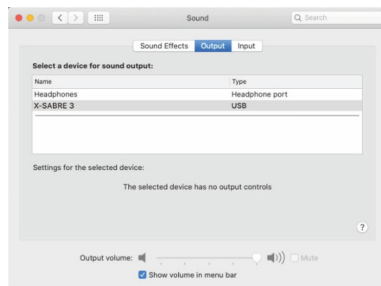 Sound
Search
Sound Effects Output Input
Select a device for sound output:
Name Type
Headphones Headphone port
X-SABRE 3 USB
Settings for the selected device:
The selected device has no output controls
?
Output volume: Mute
Show volume in menu bar